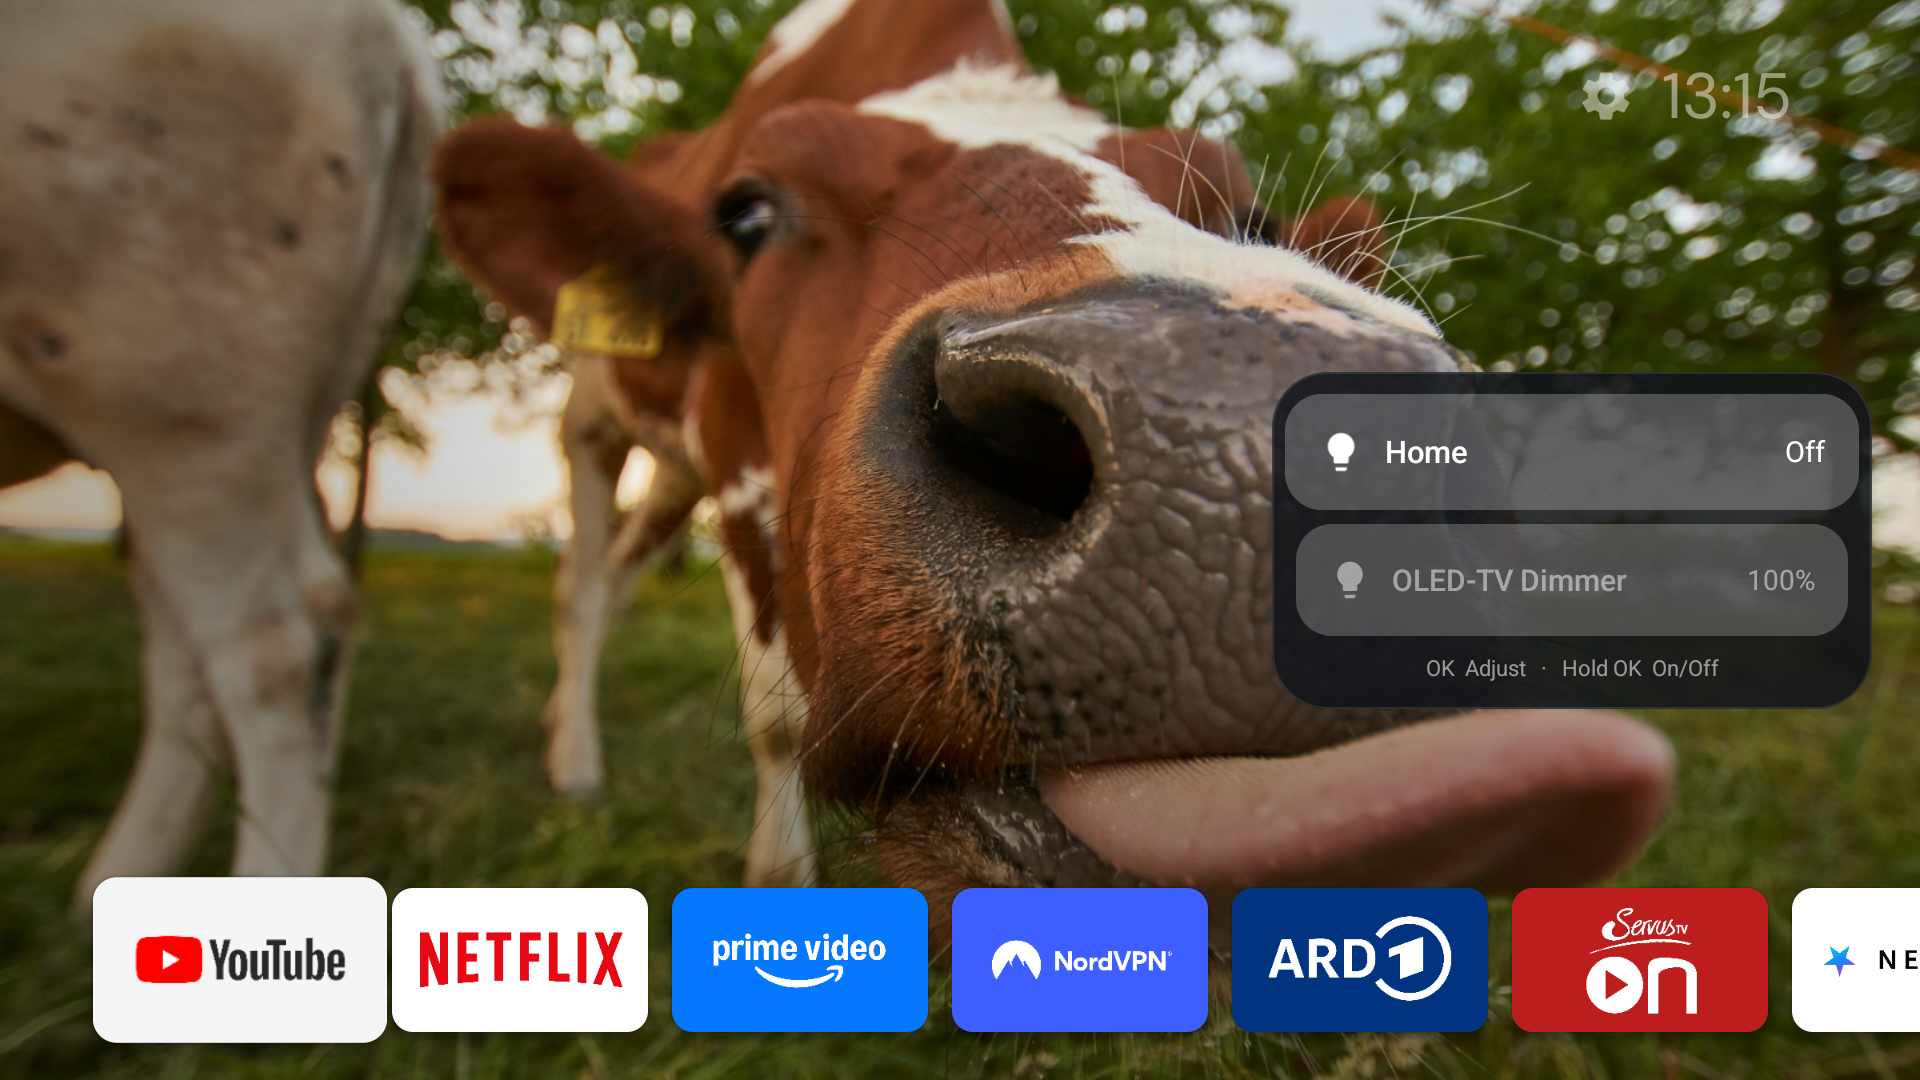 13:15
Home Off
OLED-TV Dimmer 100%
OK Adjust · Hold OK On/Off
YouTube
NETFLIX
prime video
NordVPN®
ARD 1
ServusTV
on
NE